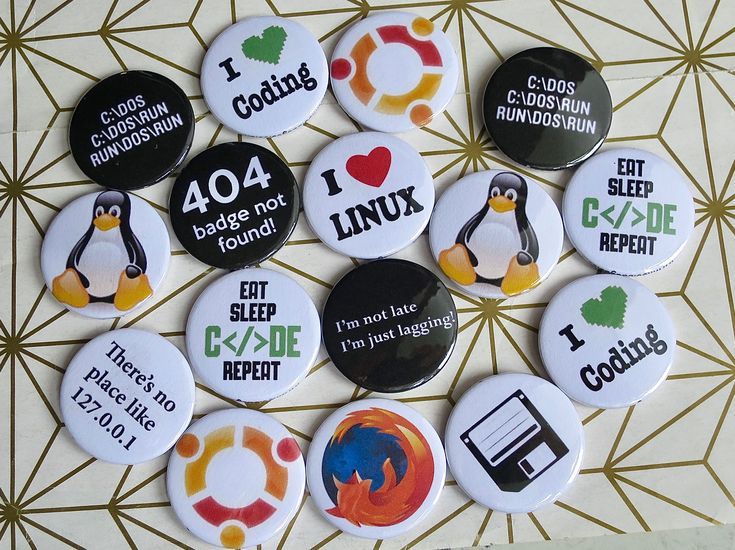 C:\DOS
C:\DOS\RUN
RUN\DOS\RUN
I
Coding
C:\DOS
C:\DOS\RUN
RUN\DOS\RUN
404
badge not
found!
I
LINUX
EAT
SLEEP
C</>DE
REPEAT
EAT
SLEEP
C</>DE
REPEAT
I'm not late
I'm just lagging!
I
Coding
There's no
place like
127.0.0.1